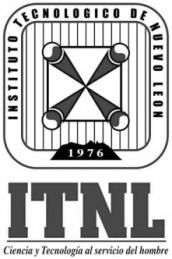 INSTITUTO TECNOLOGICO DE NUEVO LEON
1976
ITNL
Ciencia y Tecnología al servicio del hombre